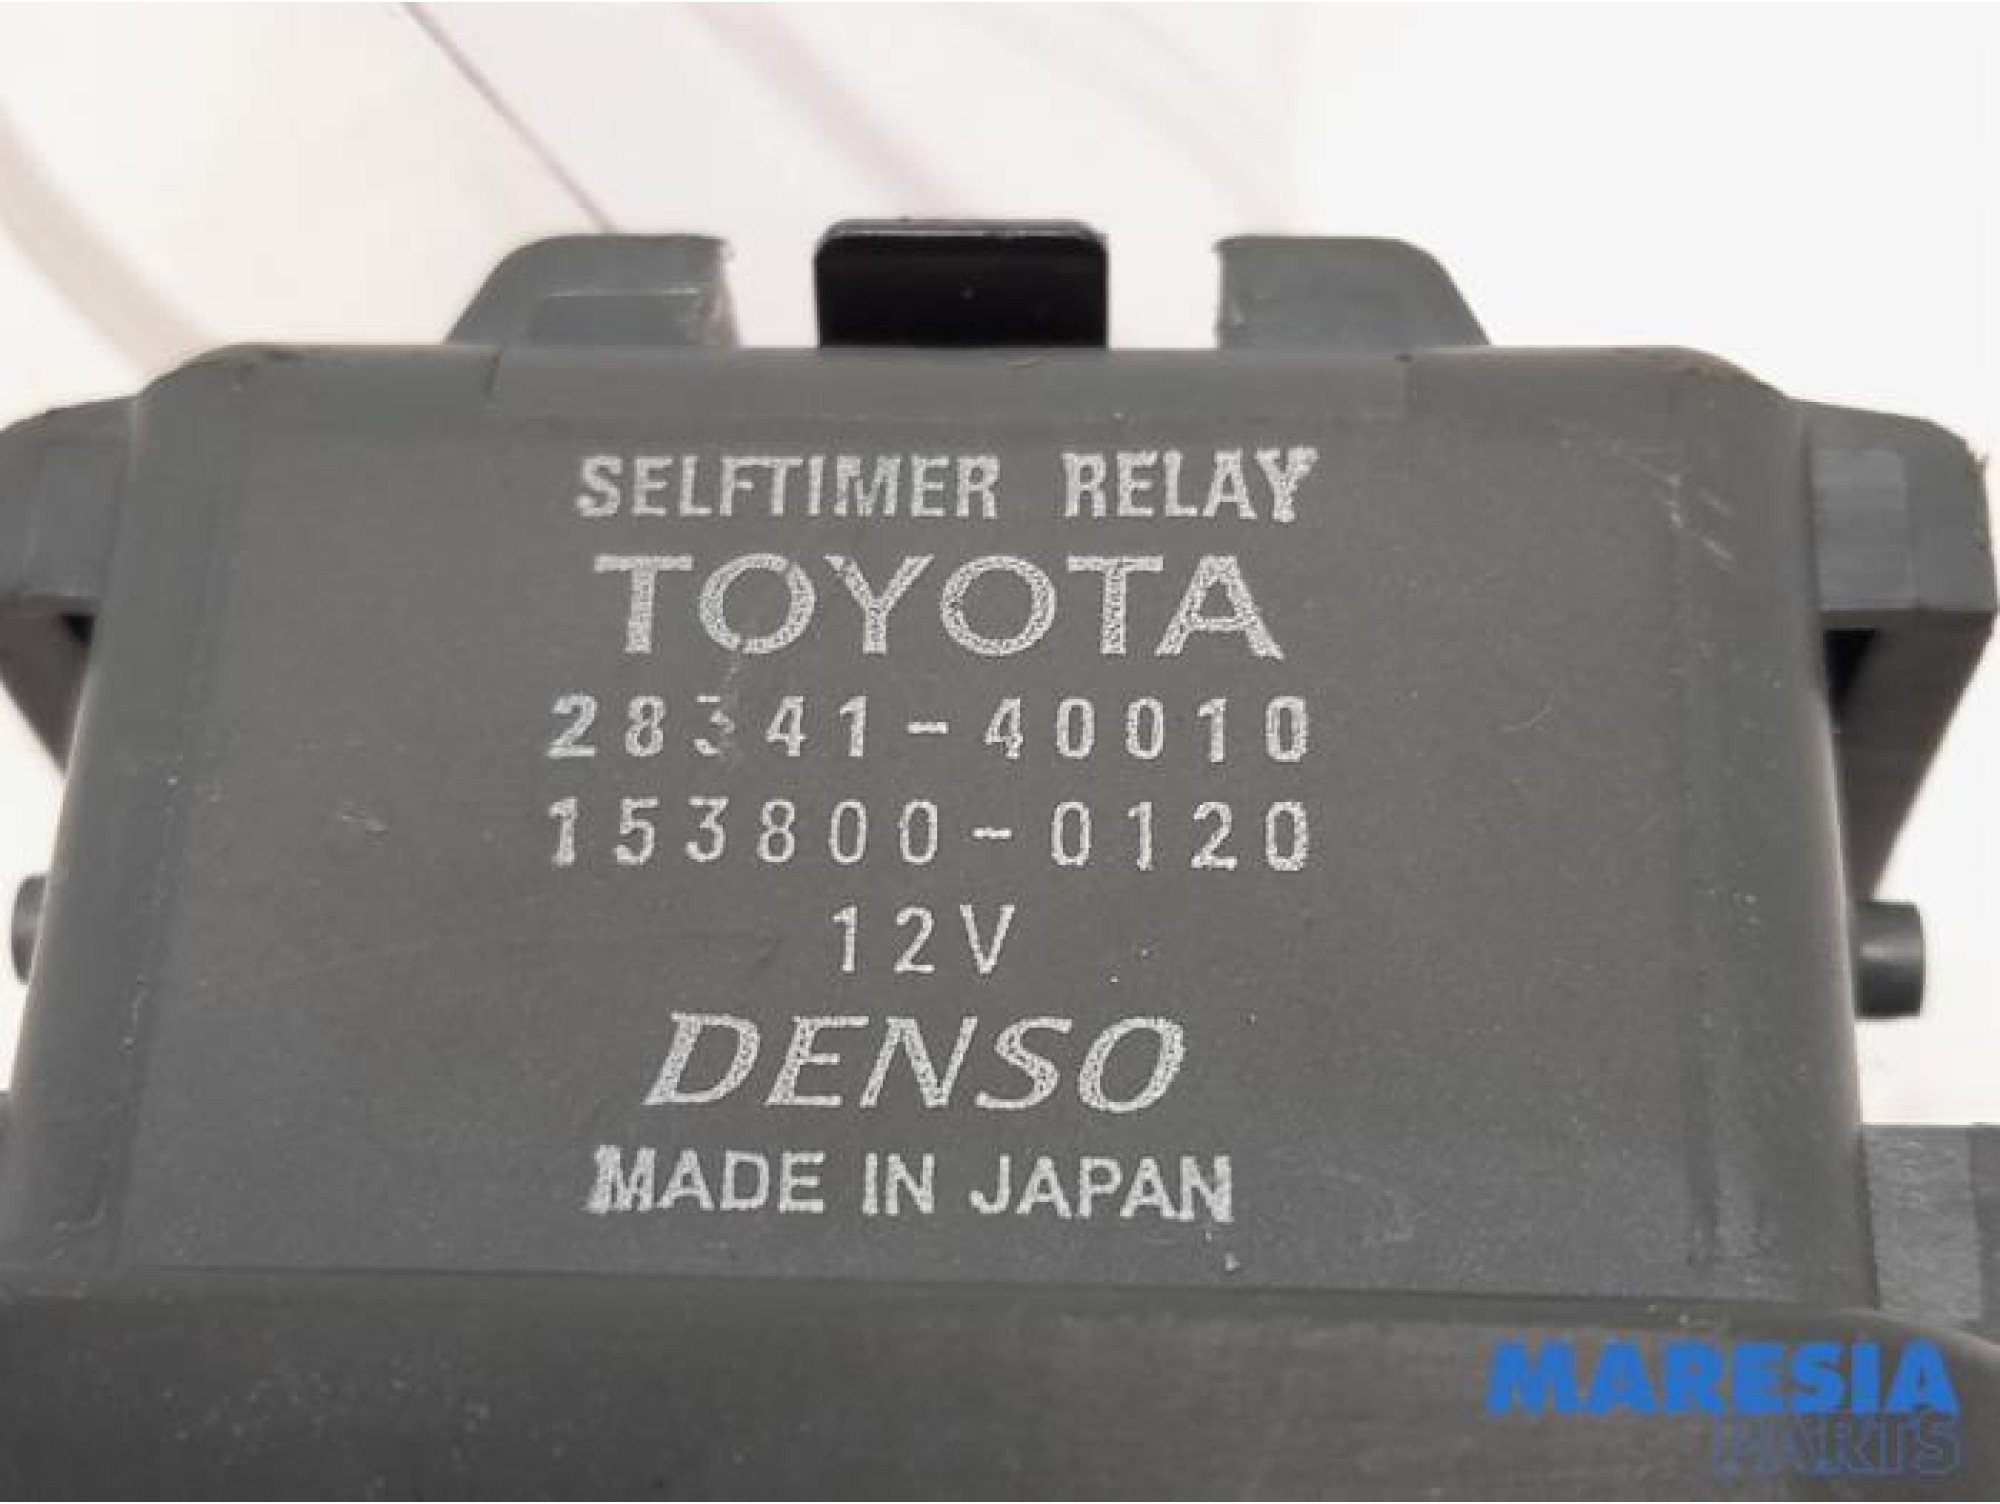 SELFTIMER RELAY
TOYOTA
28341-40010
153800-0120
12V
DENSO
MADE IN JAPAN
MARESIA
PARTS